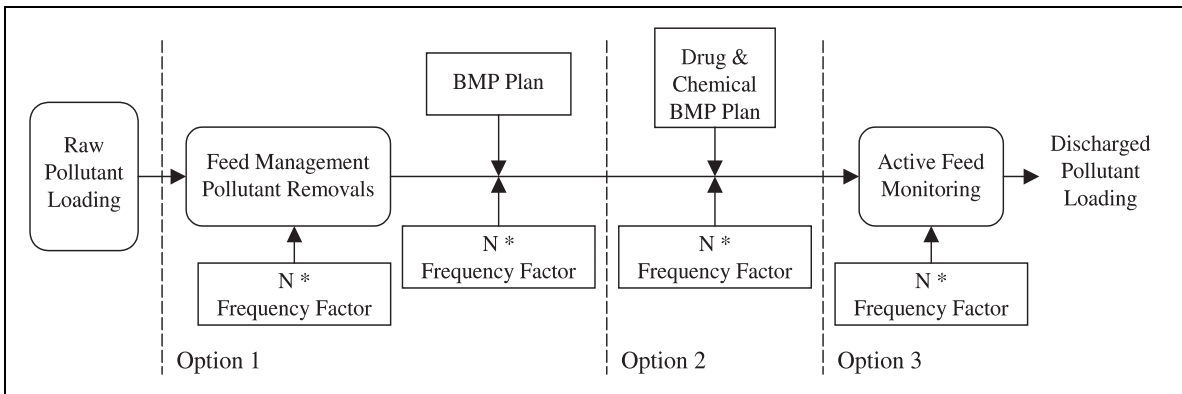 Raw
Pollutant
Loading
Feed Management
Pollutant Removals
N *
Frequency Factor
BMP Plan
N *
Frequency Factor
Option 1
Drug &
Chemical
BMP Plan
N *
Frequency Factor
Option 2
Active Feed
Monitoring
N *
Frequency Factor
Option 3
Discharged
Pollutant
Loading